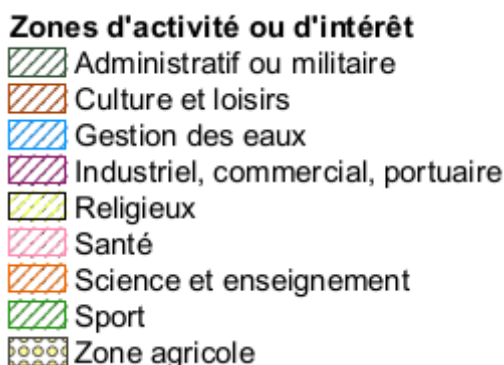 Zones d'activité ou d'intérêt
Administratif ou militaire
Culture et loisirs
Gestion des eaux
Industriel, commercial, portuaire
Religieux
Santé
Science et enseignement
Sport
Zone agricole